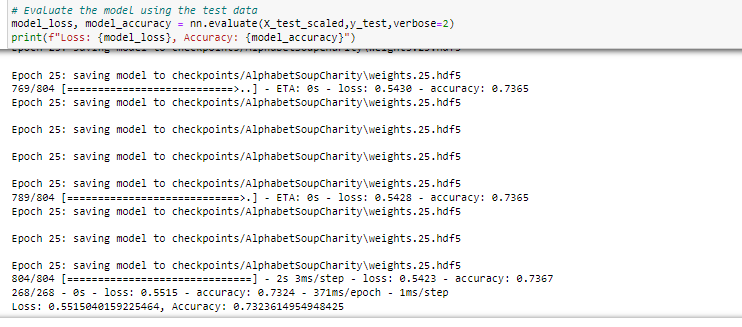 # Evaluate the model using the test data
model_loss, model_accuracy = nn.evaluate(X_test_scaled,y_test,verbose=2)
print(f"Loss: {model_loss}, Accuracy: {model_accuracy}")
Epoch 25: saving model to checkpoints/AlphabetSoupCharity\weights.25.hdf5
769/804 [===========================>..] - ETA: 0s - loss: 0.5430 - accuracy: 0.7365
Epoch 25: saving model to checkpoints/AlphabetSoupCharity\weights.25.hdf5
Epoch 25: saving model to checkpoints/AlphabetSoupCharity\weights.25.hdf5
Epoch 25: saving model to checkpoints/AlphabetSoupCharity\weights.25.hdf5
Epoch 25: saving model to checkpoints/AlphabetSoupCharity\weights.25.hdf5
789/804 [============================>.] - ETA: 0s - loss: 0.5428 - accuracy: 0.7365
Epoch 25: saving model to checkpoints/AlphabetSoupCharity\weights.25.hdf5
Epoch 25: saving model to checkpoints/AlphabetSoupCharity\weights.25.hdf5
Epoch 25: saving model to checkpoints/AlphabetSoupCharity\weights.25.hdf5
804/804 [==============================] - 2s 3ms/step - loss: 0.5423 - accuracy: 0.7367
268/268 - 0s - loss: 0.5515 - accuracy: 0.7324 - 371ms/epoch - 1ms/step
Loss: 0.5515040159225464, Accuracy: 0.7323614954948425